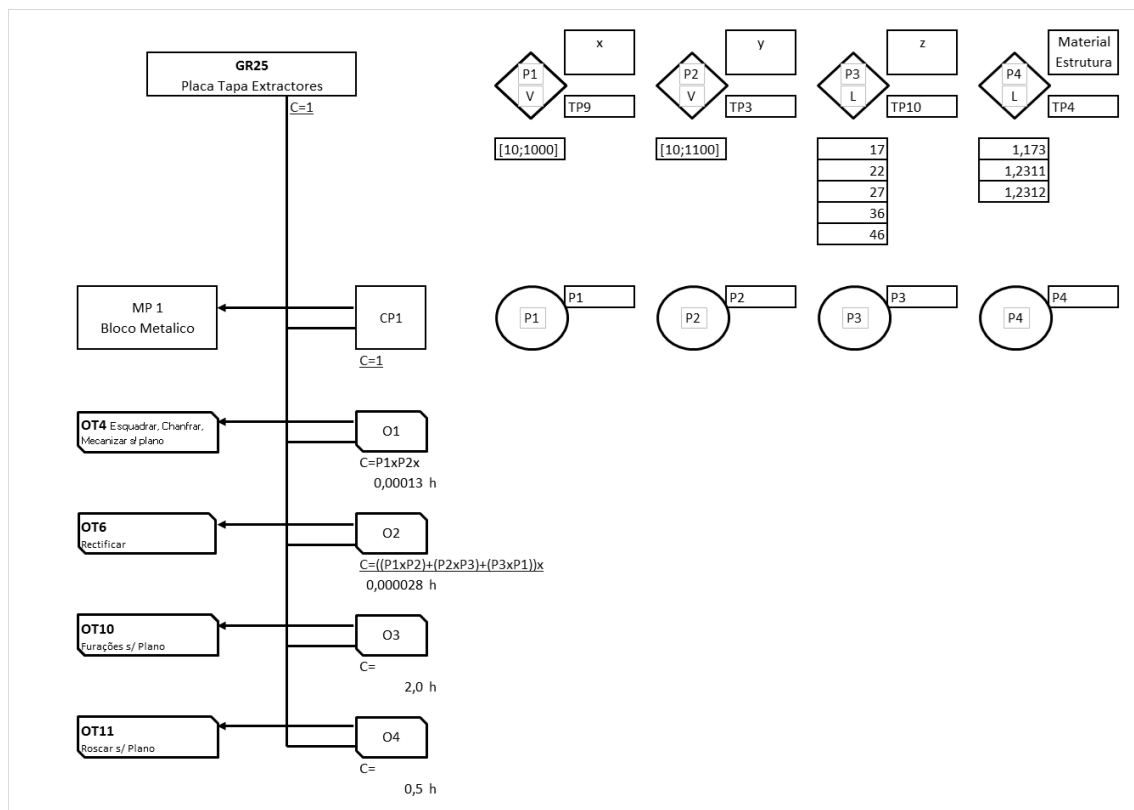 GR25
Placa Tapa Extractores
C=1
x
P1
V
TP9
[10;1000]
y
P2
V
TP3
[10;1100]
z
P3
L
TP10
17
22
27
36
46
Material
Estrutura
P4
L
TP4
1,173
1,2311
1,2312
MP 1
Bloco Metalico
CP1
C=1
P1
P1
P2
P2
P3
P3
P4
P4
OT4 Esquadrar, Chanfrar,
Mecanizar s/ plano
O1
C=P1xP2x
0,00013 h
OT6
Rectificar
O2
C=((P1xP2)+(P2xP3)+(P3xP1))x
0,000028 h
OT10
Furações s/ Plano
O3
C=
2,0 h
OT11
Roscar s/ Plano
O4
C=
0,5 h